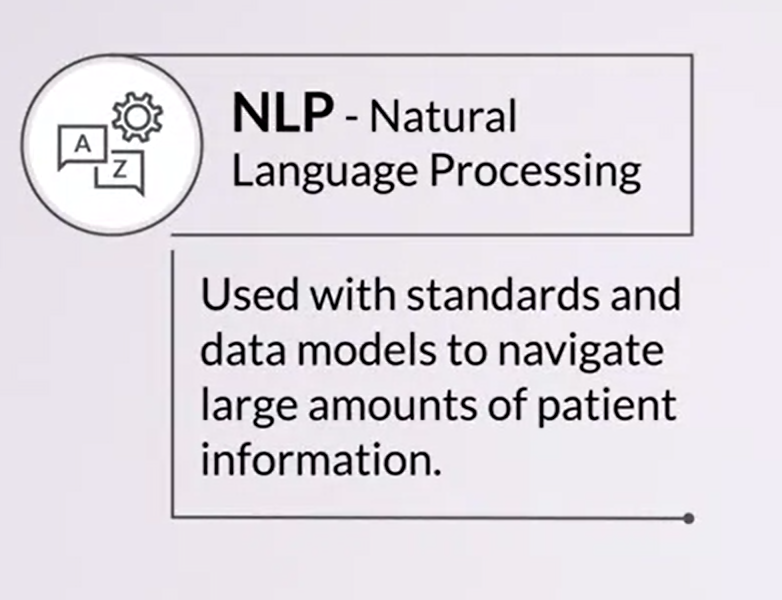 A
Z
NLP - Natural
Language Processing
Used with standards and
data models to navigate
large amounts of patient
information.